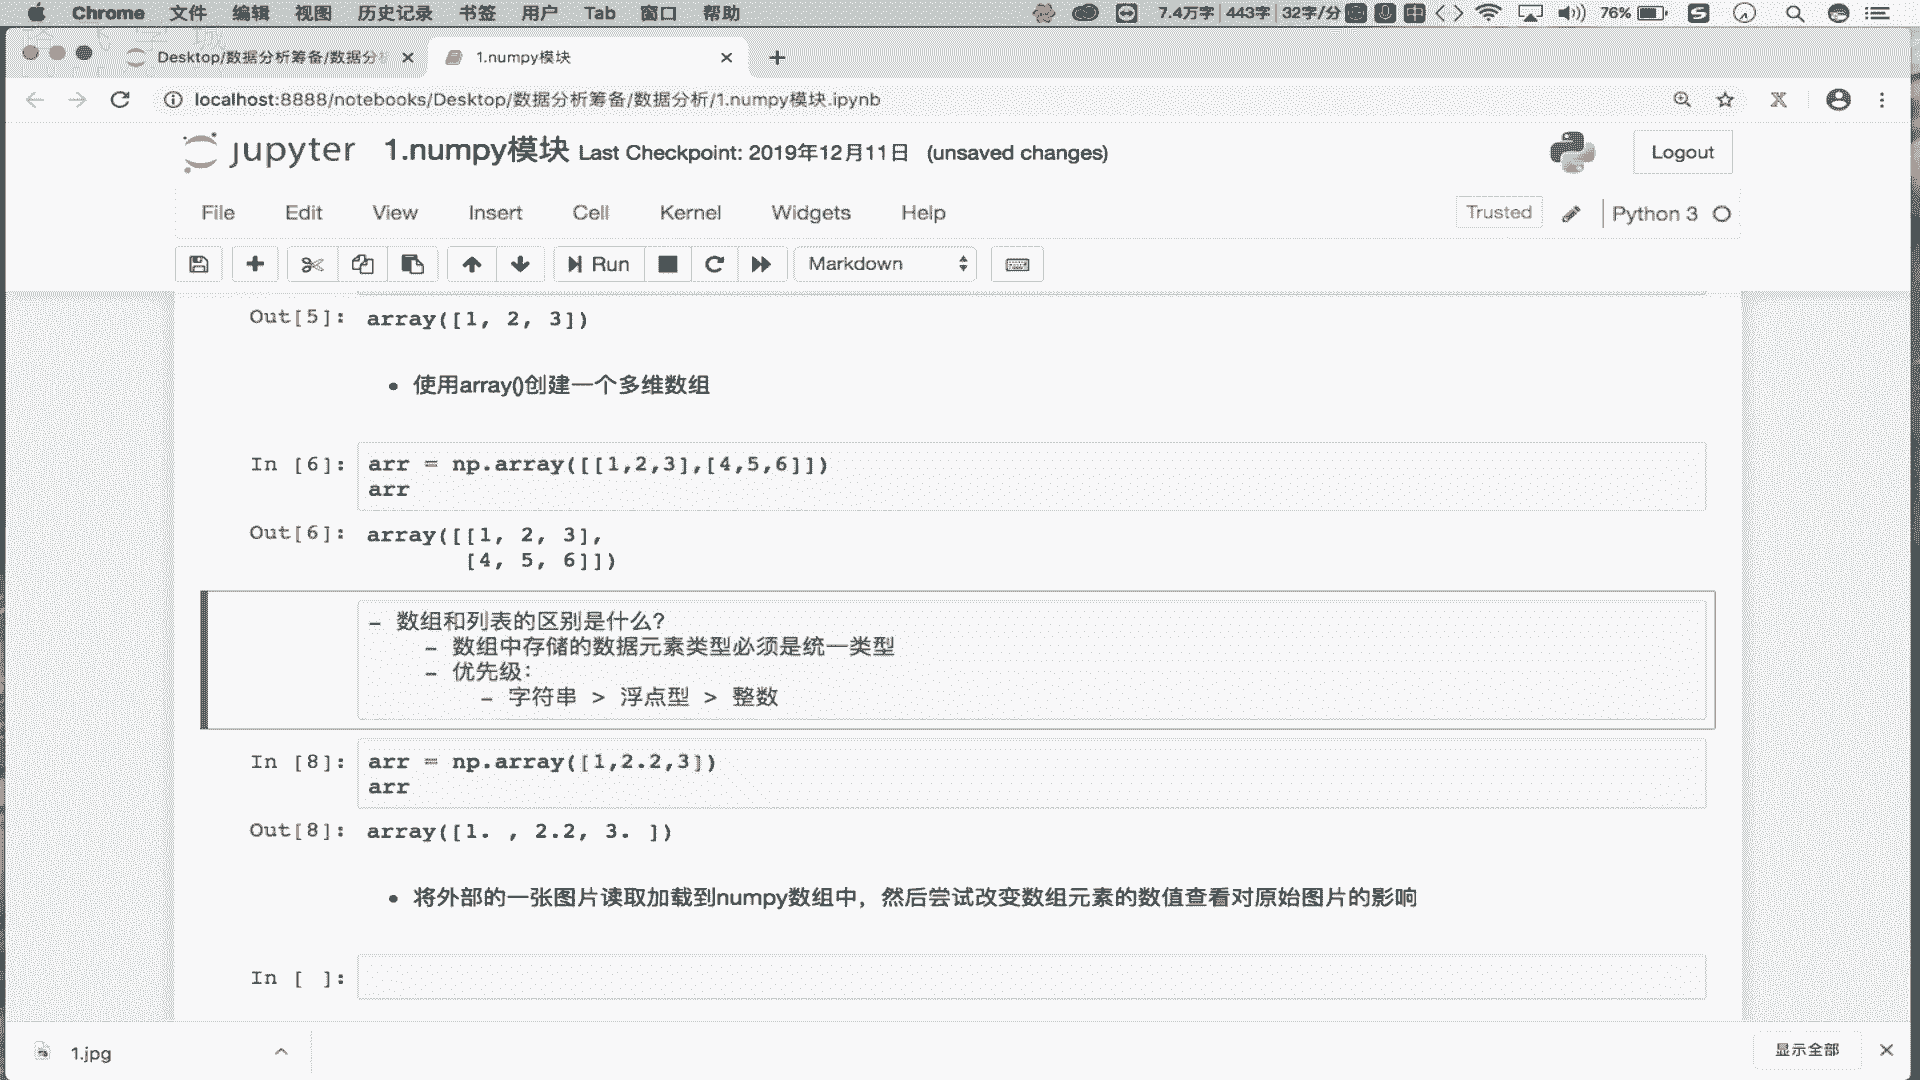 Chrome 文件 编辑 视图 历史记录 书签 用户 Tab 窗口 帮助 7.4万字 443字 32字/分 中 76%
Desktop/数据分析筹备/数据分析
1.numpy模块
localhost:8888/notebooks/Desktop/数据分析筹备/数据分析/1.numpy模块.ipynb
jupyter 1.numpy模块 Last Checkpoint: 2019年12月11日 (unsaved changes)
Logout
File Edit View Insert Cell Kernel Widgets Help
Trusted Python 3
Run Markdown
Out[5]: array([1, 2, 3])
• 使用array()创建一个多维数组
In [6]: arr = np.array([[1,2,3],[4,5,6]])
arr
Out[6]: array([[1, 2, 3],
[4, 5, 6]])
- 数组和列表的区别是什么?
- 数组中存储的数据元素类型必须是统一类型
- 优先级:
- 字符串 > 浮点型 > 整数
In [8]: arr = np.array([1,2.2,3])
arr
Out[8]: array([1. , 2.2, 3. ])
• 将外部的一张图片读取加载到numpy数组中，然后尝试改变数组元素的数值查看对原始图片的影响
In [ ]:
1.jpg
显示全部